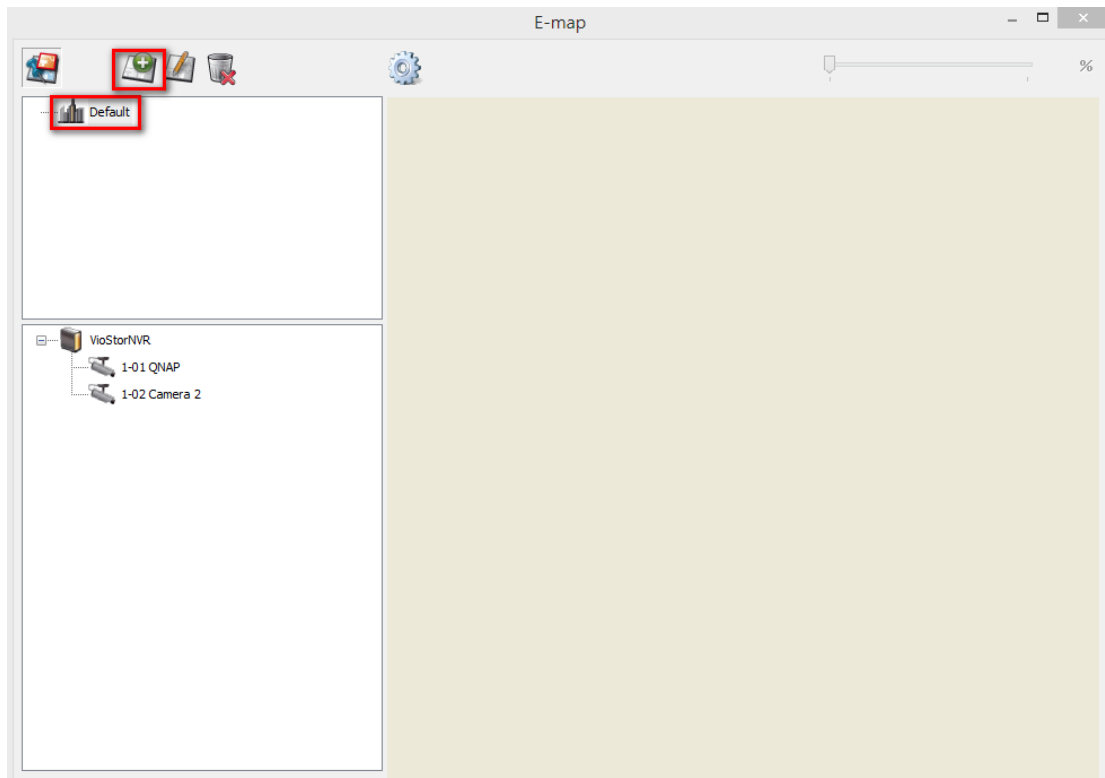 E-map
%
Default
VioStorNVR
1-01 QNAP
1-02 Camera 2